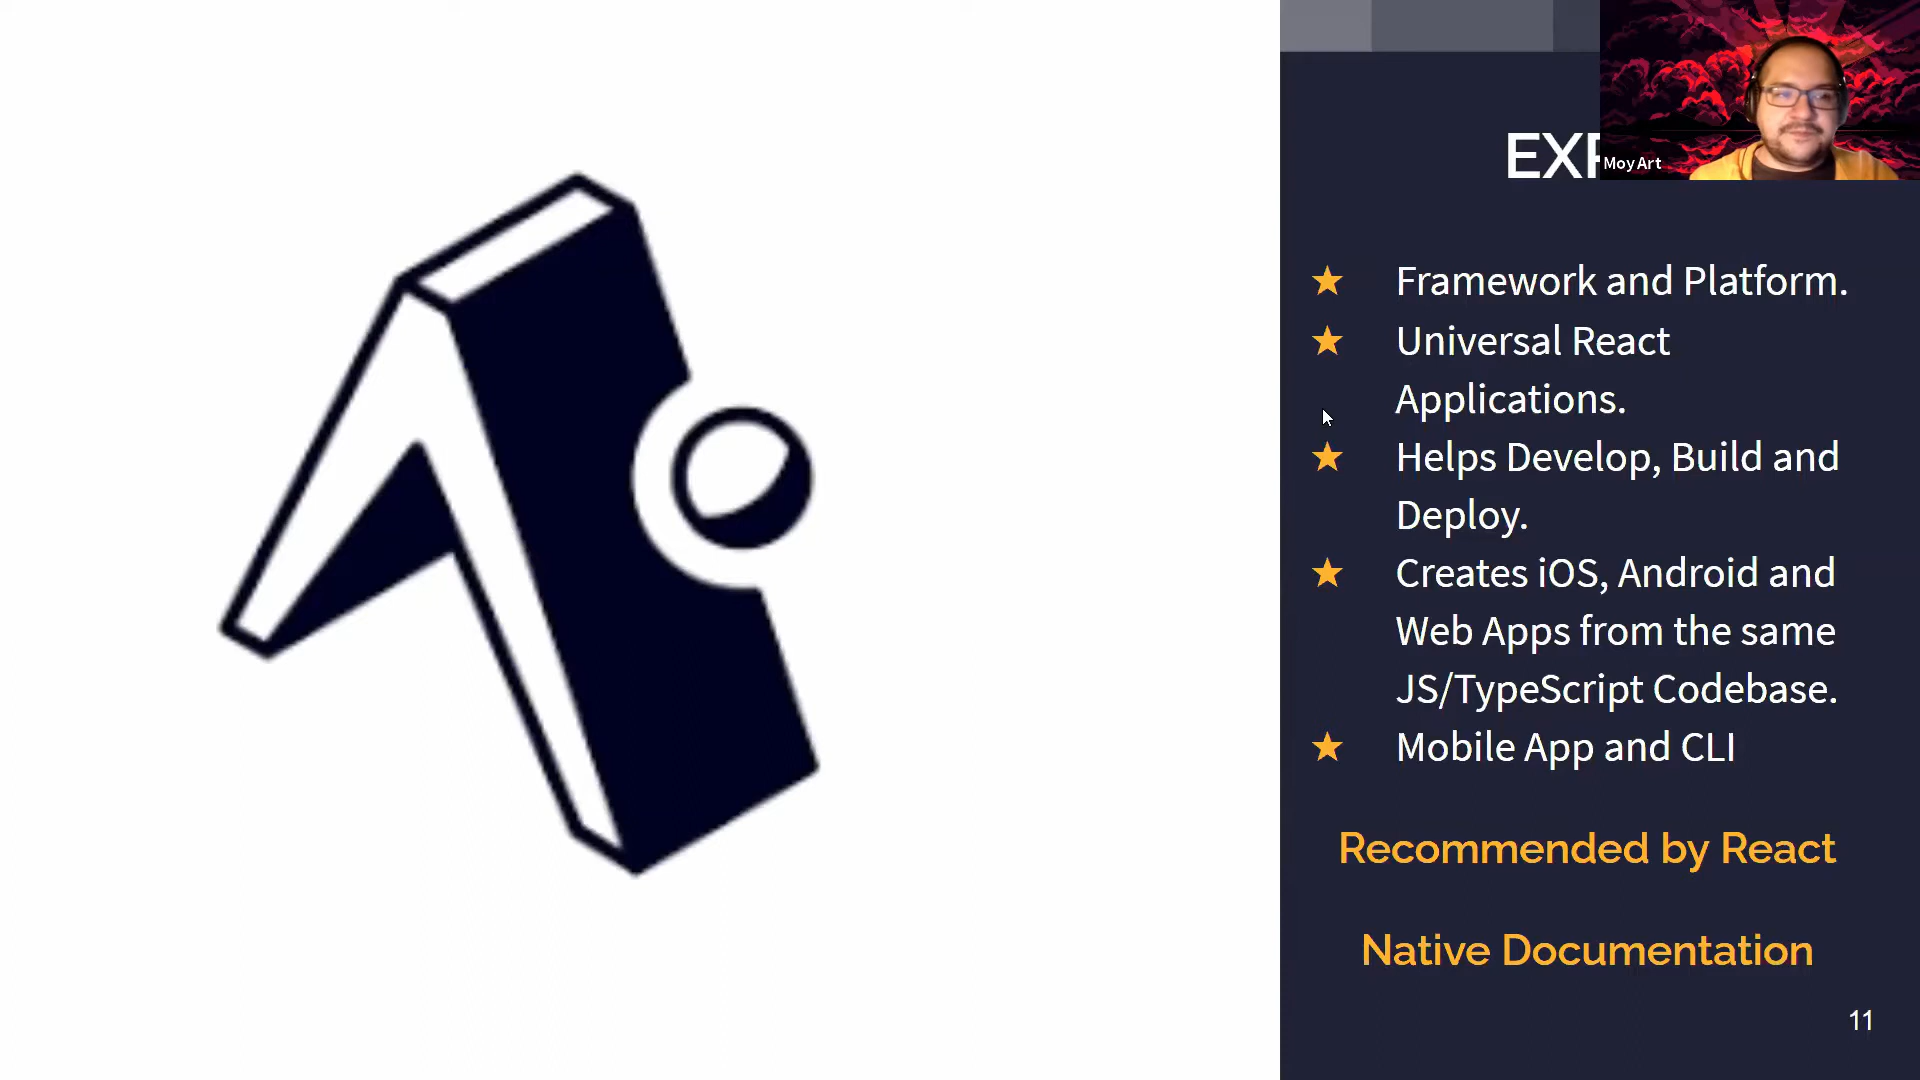 Moy Art
Framework and Platform.
Universal React
Applications.
Helps Develop, Build and
Deploy.
Creates iOS, Android and
Web Apps from the same
JS/TypeScript Codebase.
Mobile App and CLI
Recommended by React
Native Documentation
11